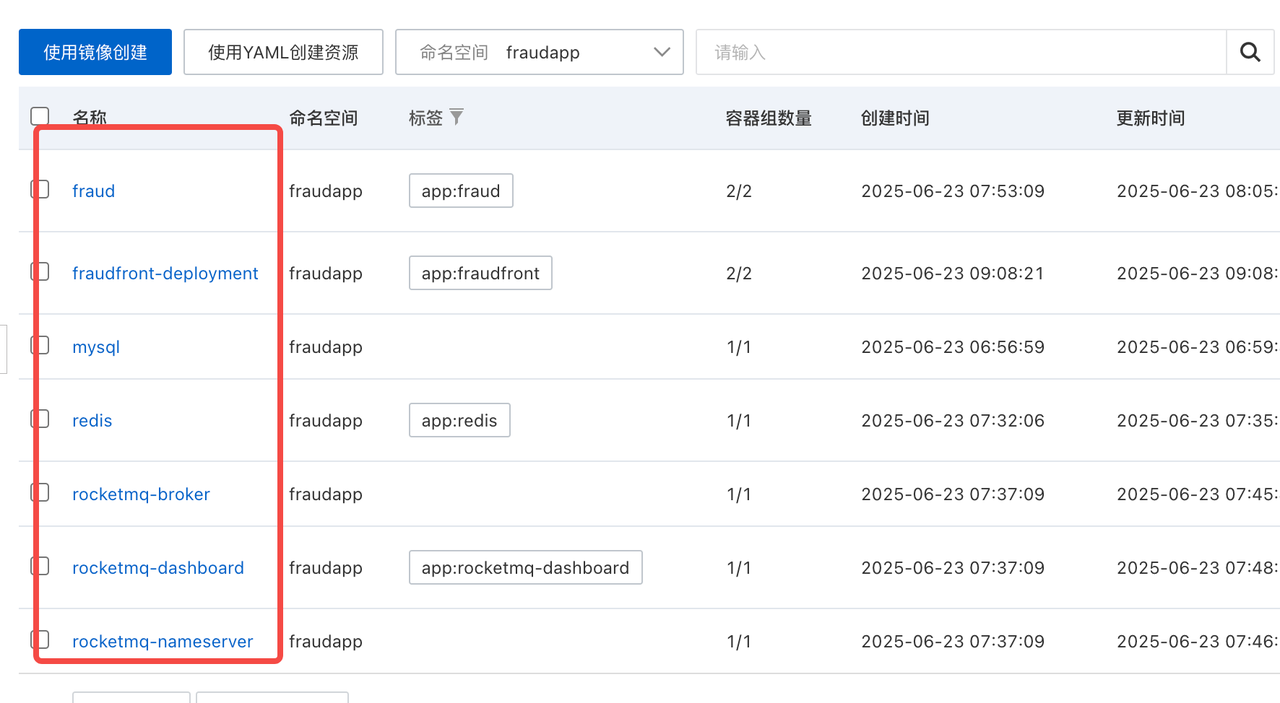 使用镜像创建 使用YAML创建资源 命名空间 fraudapp 请输入
名称 命名空间 标签 容器组数量 创建时间 更新时间
fraud fraudapp app:fraud 2/2 2025-06-23 07:53:09 2025-06-23 08:05:
fraudfront-deployment fraudapp app:fraudfront 2/2 2025-06-23 09:08:21 2025-06-23 09:08:
mysql fraudapp 1/1 2025-06-23 06:56:59 2025-06-23 06:59:
redis fraudapp app:redis 1/1 2025-06-23 07:32:06 2025-06-23 07:35:
rocketmq-broker fraudapp 1/1 2025-06-23 07:37:09 2025-06-23 07:45:
rocketmq-dashboard fraudapp app:rocketmq-dashboard 1/1 2025-06-23 07:37:09 2025-06-23 07:48:
rocketmq-nameserver fraudapp 1/1 2025-06-23 07:37:09 2025-06-23 07:46: